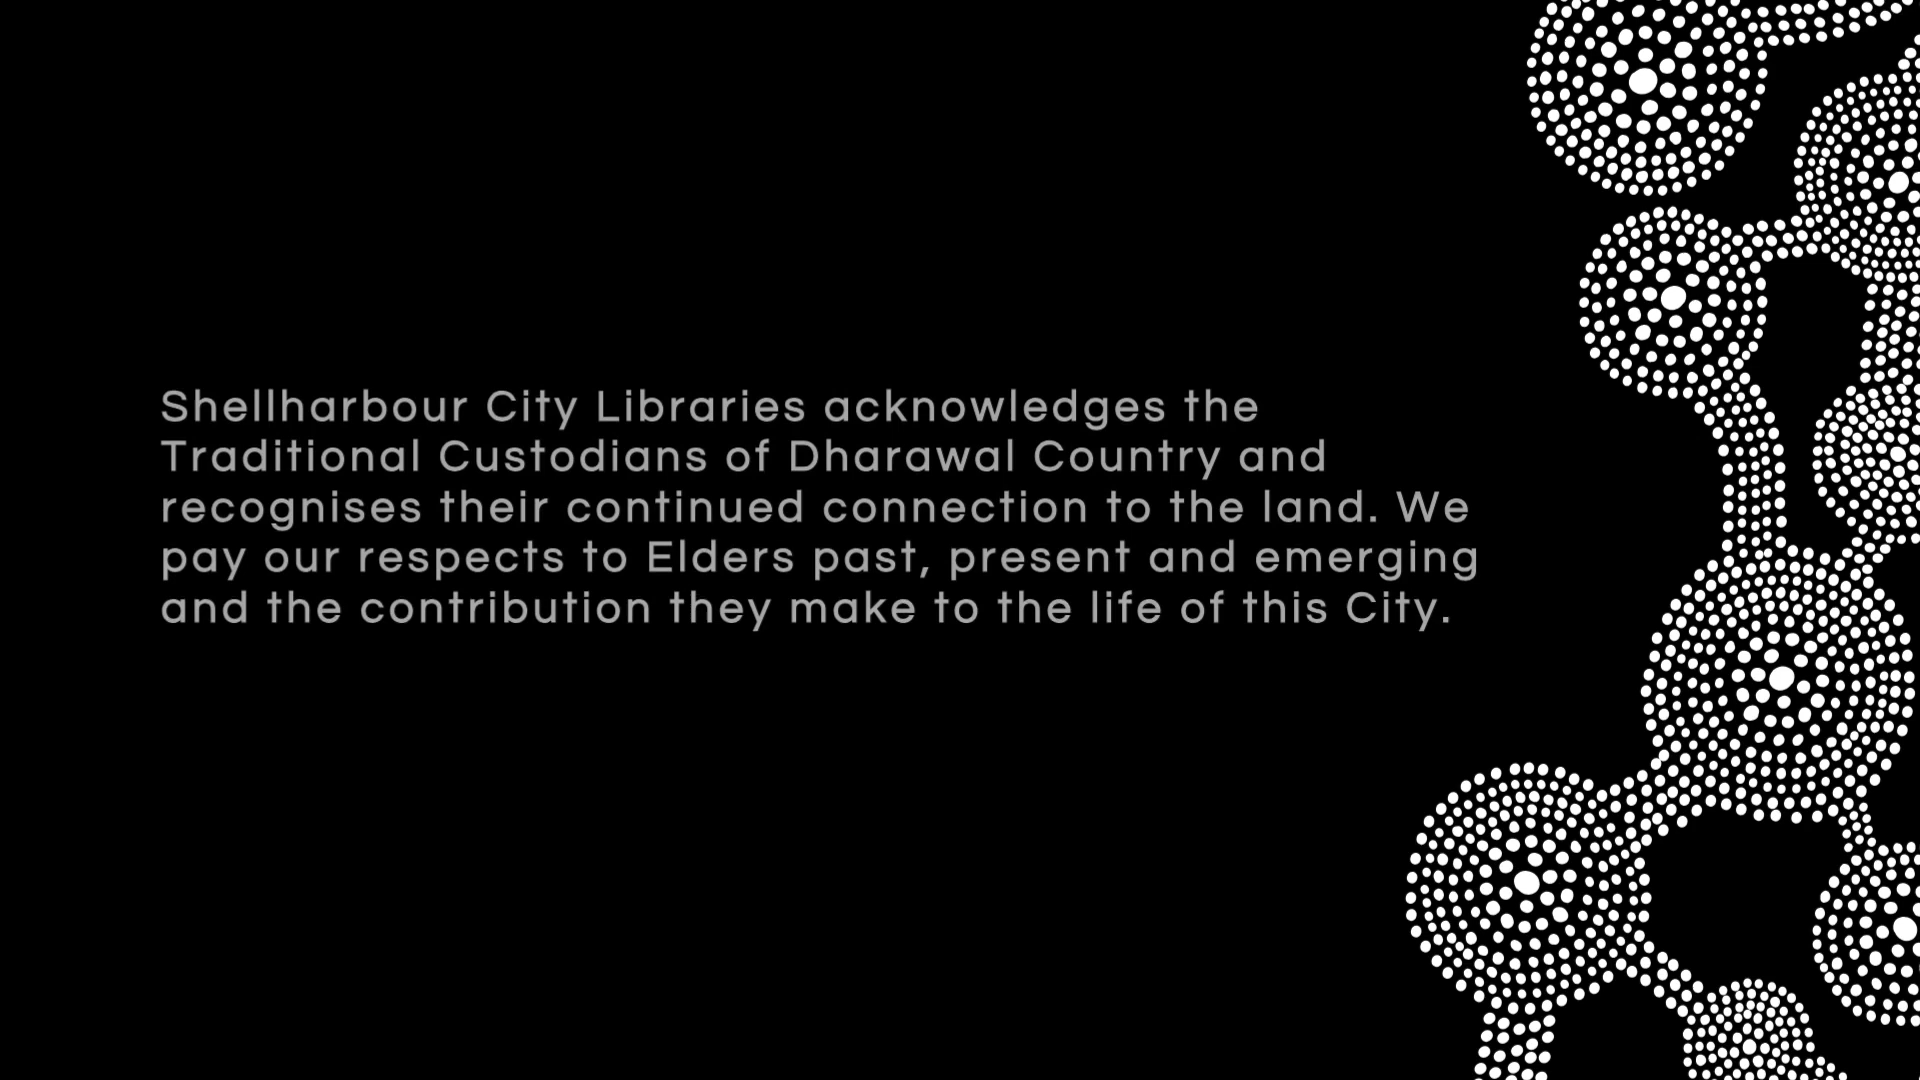 Shellharbour City Libraries acknowledges the
Traditional Custodians of Dharawal Country and
recognises their continued connection to the land. We
pay our respects to Elders past, present and emerging
and the contribution they make to the life of this City.